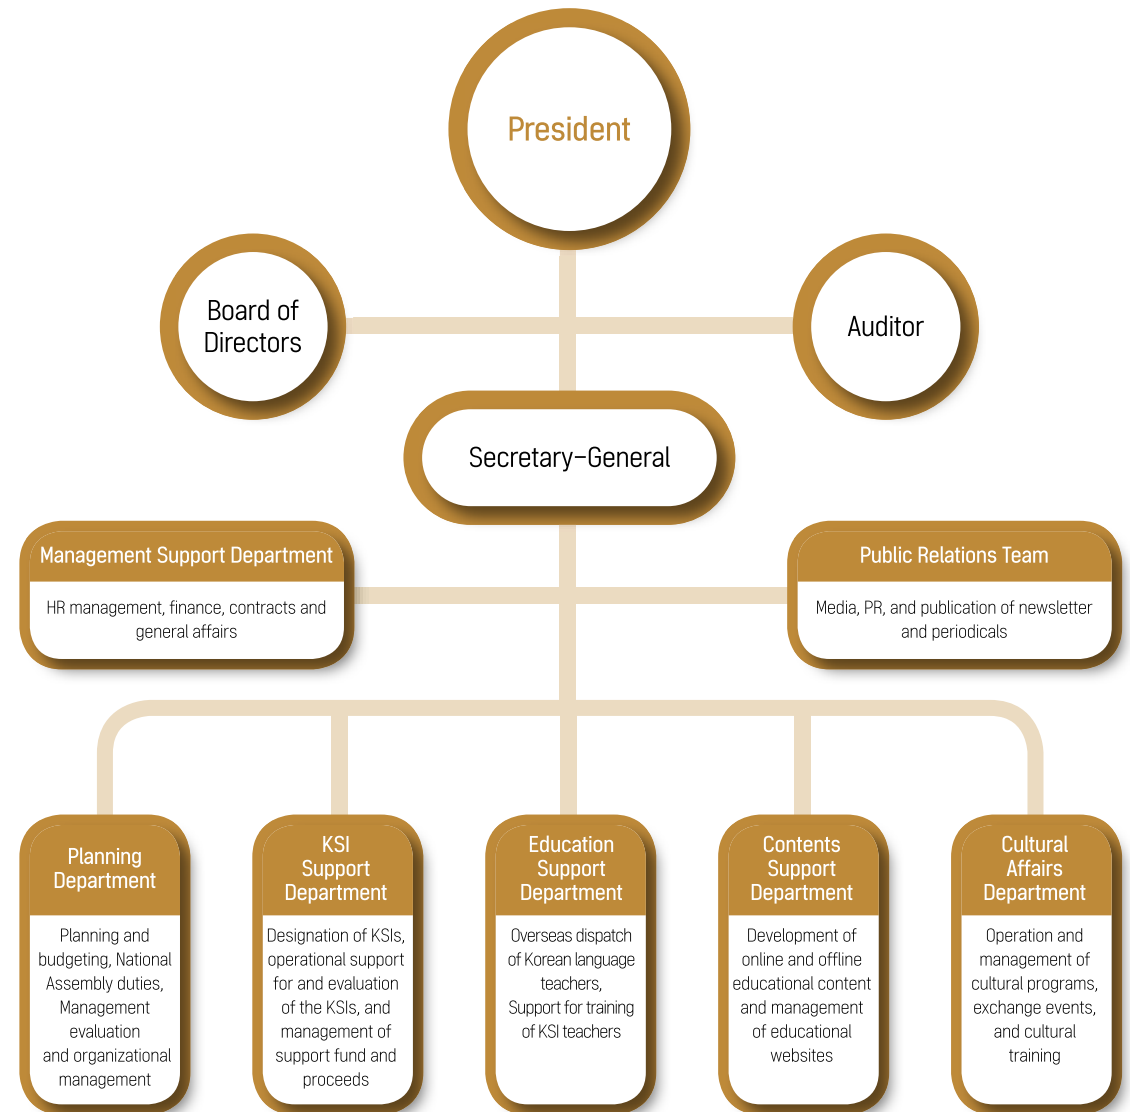 President
Board of
Directors
Auditor
Secretary-General
Management Support Department
HR management, finance, contracts and
general affairs
Public Relations Team
Media, PR, and publication of newsletter
and periodicals
Planning
Department
Planning and
budgeting, National
Assembly duties,
Management
evaluation
and organizational
management
KSI
Support
Department
Designation of KSIs,
operational support
for and evaluation
of the KSIs, and
management of
support fund and
proceeds
Education
Support
Department
Overseas dispatch
of Korean language
teachers,
Support for training
of KSI teachers
Contents
Support
Department
Development of
online and offline
educational content
and management
of educational
websites
Cultural
Affairs
Department
Operation and
management of
cultural programs,
exchange events,
and cultural
training